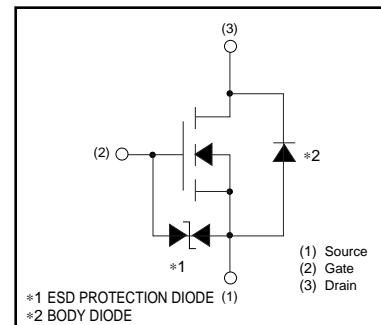 (3)
(2)
∗2
∗1
(1) Source
(2) Gate
(3) Drain
∗1 ESD PROTECTION DIODE (1)
∗2 BODY DIODE